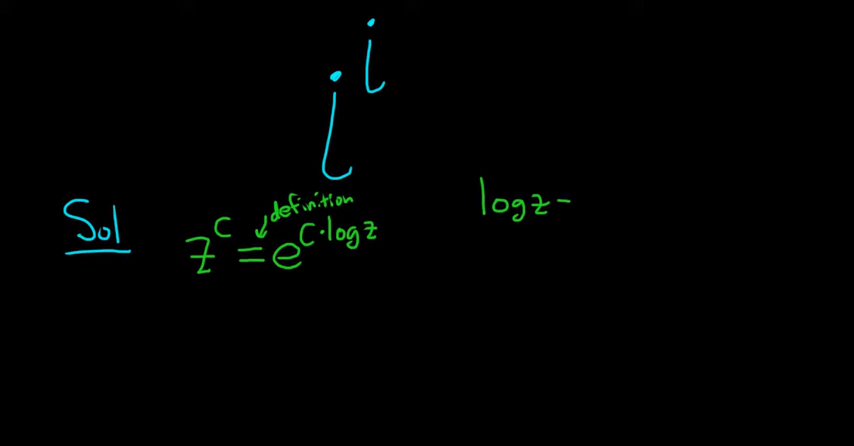 i^i
Sol
definition
z^c = e^{c·log z}
log z -